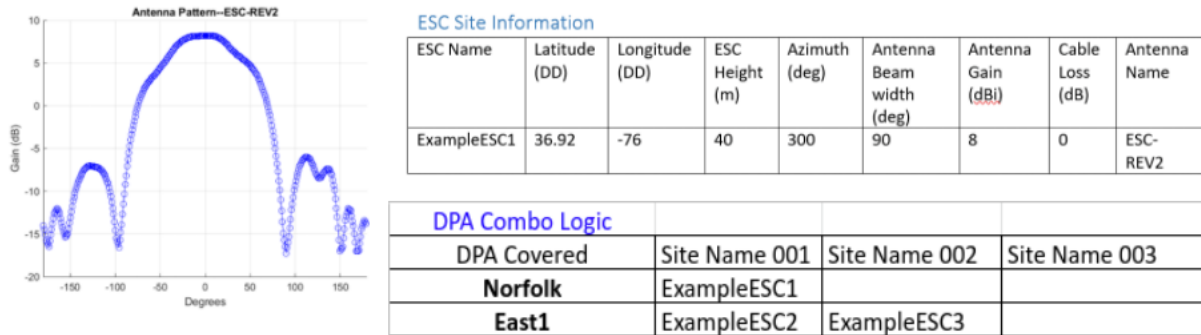 Antenna Pattern--ESC-REV2
10
5
0
-5
-10
-15
-20
Gain (dB)
-150 -100 -50 0 50 100 150
Degrees
ESC Site Information
ESC Name Latitude (DD) Longitude (DD) ESC Height (m) Azimuth (deg) Antenna Beam width (deg) Antenna Gain (dBi) Cable Loss (dB) Antenna Name
ExampleESC1 36.92 -76 40 300 90 8 0 ESC-REV2
DPA Combo Logic
DPA Covered Site Name 001 Site Name 002 Site Name 003
Norfolk ExampleESC1
East1 ExampleESC2 ExampleESC3